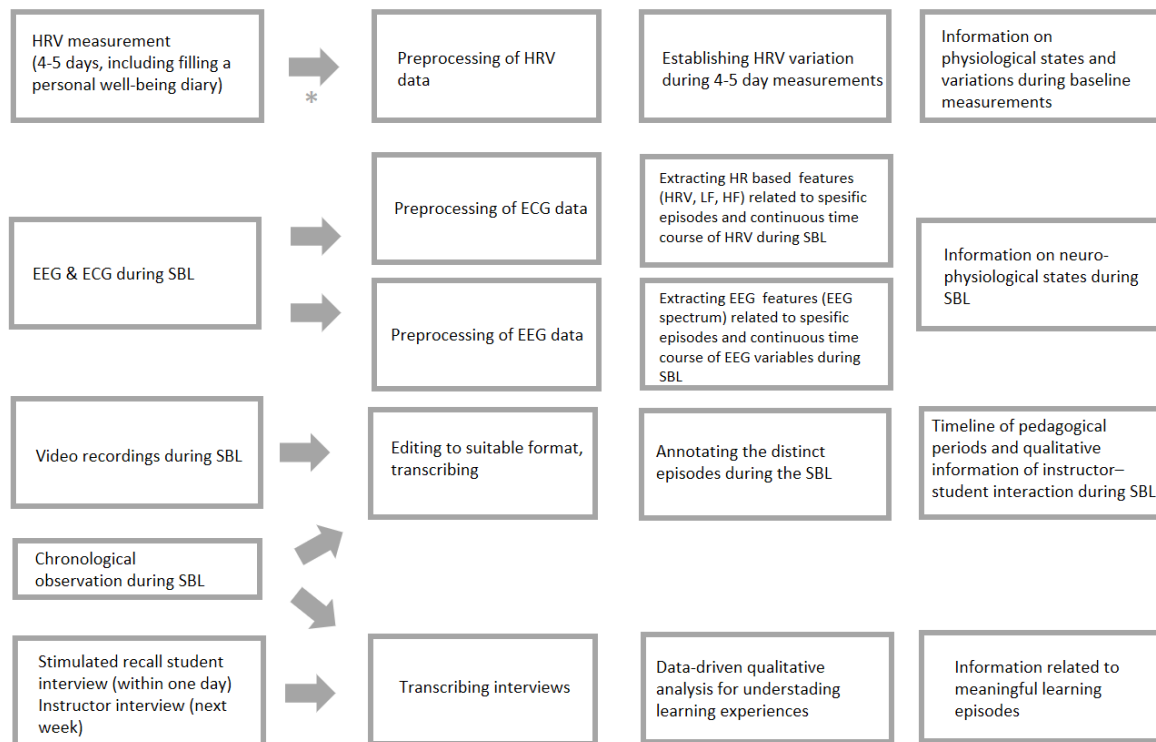 HRV measurement
(4-5 days, including filling a
personal well-being diary)
*
Preprocessing of HRV
data
Establishing HRV variation
during 4-5 day measurements
Information on
physiological states and
variations during baseline
measurements
EEG & ECG during SBL
Preprocessing of ECG data
Extracting HR based features
(HRV, LF, HF) related to spesific
episodes and continuous time
course of HRV during SBL
Preprocessing of EEG data
Extracting EEG features (EEG
spectrum) related to spesific
episodes and continuous time
course of EEG variables during
SBL
Information on neuro-
physiological states during
SBL
Video recordings during SBL
Editing to suitable format,
transcribing
Annotating the distinct
episodes during the SBL
Timeline of pedagogical
periods and qualitative
information of instructor–
student interaction during SBL
Chronological
observation during SBL
Stimulated recall student
interview (within one day)
Instructor interview (next
week)
Transcribing interviews
Data-driven qualitative
analysis for understading
learning experiences
Information related to
meaningful learning
episodes